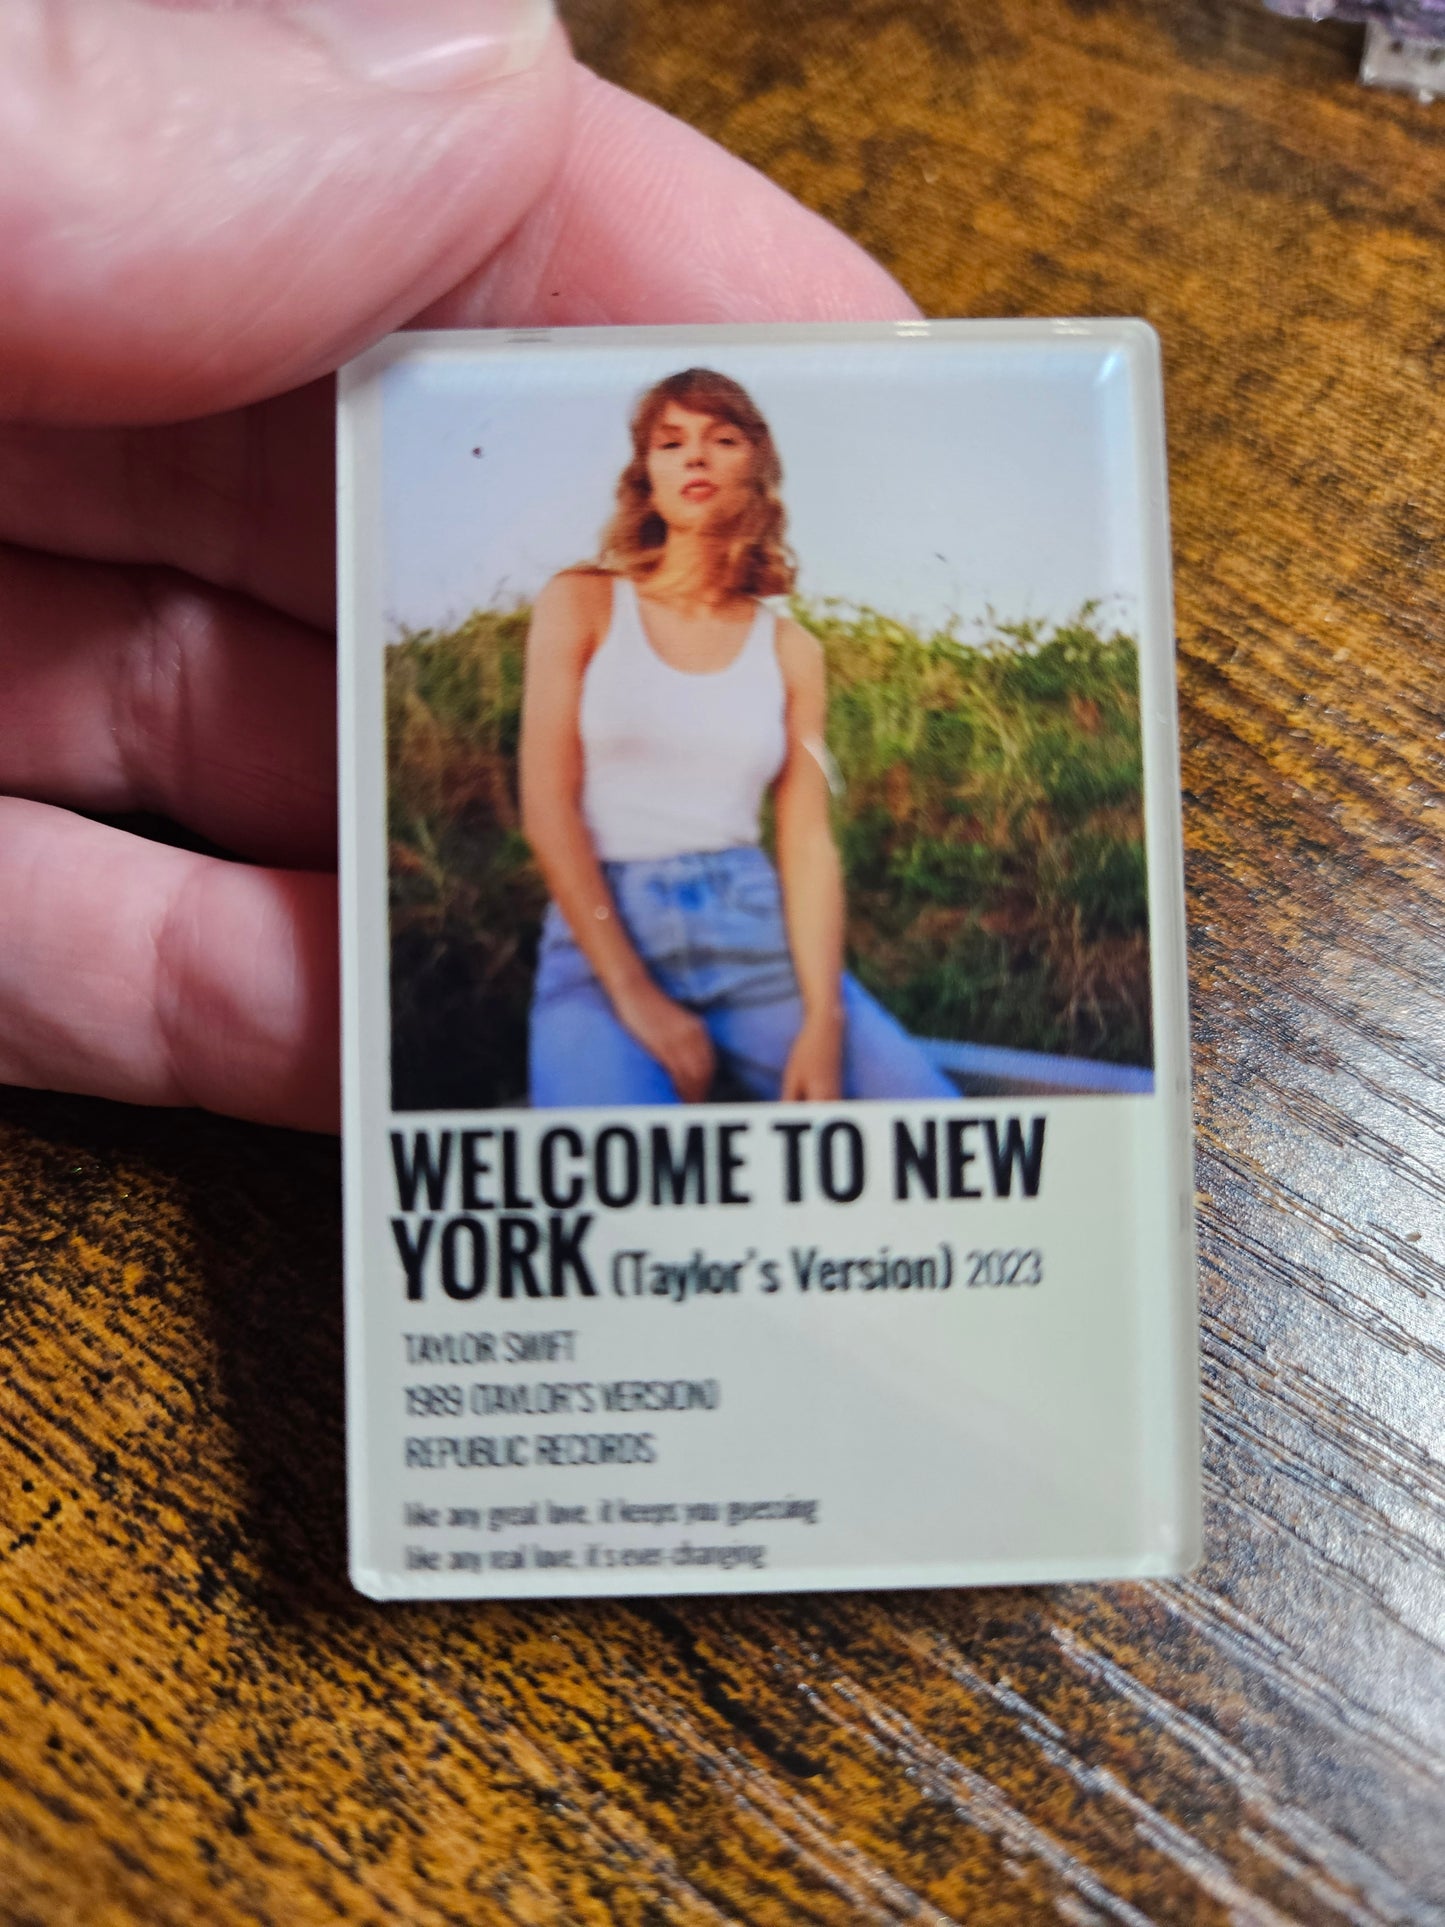 WELCOME TO NEW
YORK (Taylor's Version) 2023
TAYLOR SWIFT
1989 (TAYLOR'S VERSION)
REPUBLIC RECORDS
like any great love, it keeps you guessing
like any real love, it's ever-changing